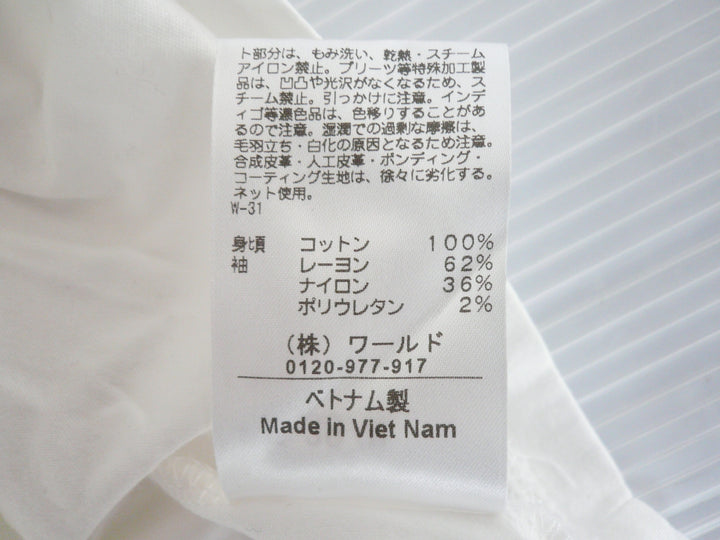 ト部分は、もみ洗い、乾熱・スチーム
アイロン禁止。プリーツ等特殊加工製
品は、凹凸や光沢がなくなるため、ス
チーム禁止。引っかけに注意。インデ
ィゴ等濃色品は、色移りすることがあ
るので注意。湿潤での過剰な摩擦は、
毛羽立ち・白化の原因となるため注意。
合成皮革・人工皮革・ボンディング・
コーティング生地は、徐々に劣化する。
ネット使用。
W-31
身頃 コットン 100%
袖 レーヨン 62%
ナイロン 36%
ポリウレタン 2%
(株) ワールド
0120-977-917
ベトナム製
Made in Viet Nam